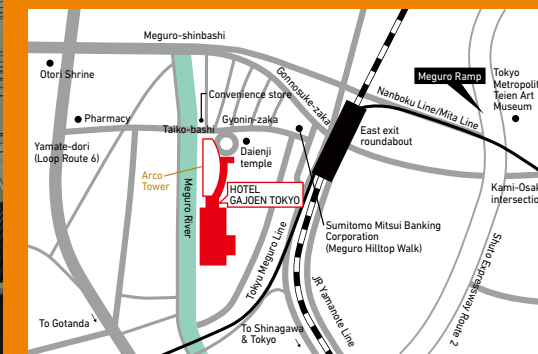 Meguro-shinbashi
Otori Shrine
Convenience store
Gonnosuke-zaka
Meguro Ramp
Tokyo
Metropolit
Teien Art
Museum
Nanboku Line/Mita Line
Pharmacy
Taiko-bashi
Gyonin-zaka
East exit
roundabout
Yamate-dori
(Loop Route 6)
Daienji
temple
Arco
Tower
Meguro River
HOTEL
GAJOEN TOKYO
Kami-Osak
intersectio
Sumitomo Mitsui Banking
Corporation
(Meguro Hilltop Walk)
Tokyu Meguro Line
JR Yamanote Line
Shuto Expressway Route 2
To Gotanda
To Shinagawa
& Tokyo